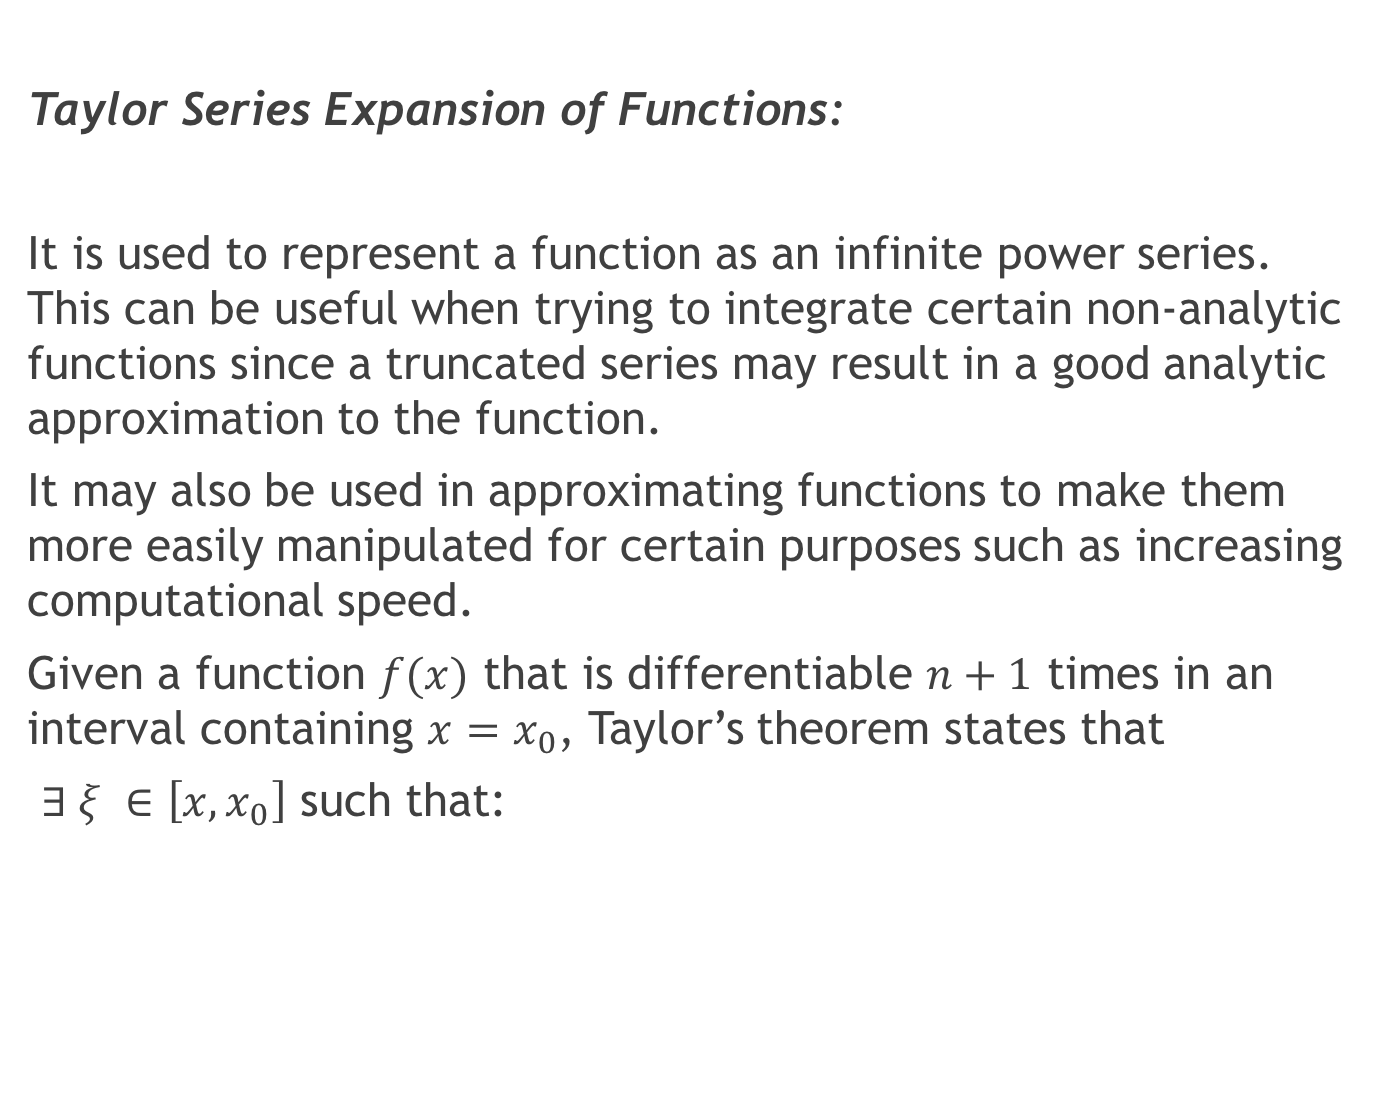 Taylor Series Expansion of Functions:
It is used to represent a function as an infinite power series.
This can be useful when trying to integrate certain non-analytic
functions since a truncated series may result in a good analytic
approximation to the function.
It may also be used in approximating functions to make them
more easily manipulated for certain purposes such as increasing
computational speed.
Given a function 𝑓(𝑥) that is differentiable 𝑛 + 1 times in an
interval containing 𝑥 = 𝑥₀, Taylor’s theorem states that
∃ 𝜉 ∈ [𝑥, 𝑥₀] such that: